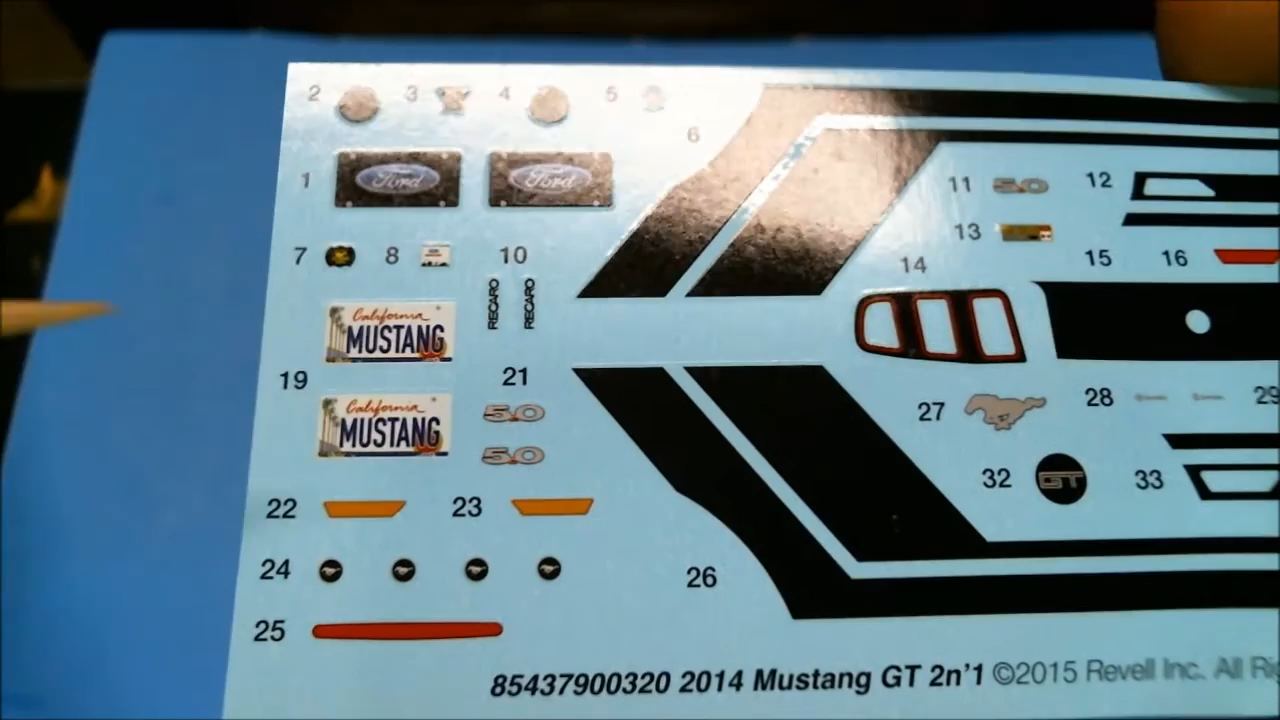 2 3 4 5
6
1 Ford Ford
11 5.0 12
13
7 8 10
14 15 16
RECARO RECARO
California
MUSTANG
19 21
27 28 29
California
MUSTANG
5.0
5.0
32 GT 33
22 23
24
26
25
85437900320 2014 Mustang GT 2n'1 ©2015 Revell Inc. All